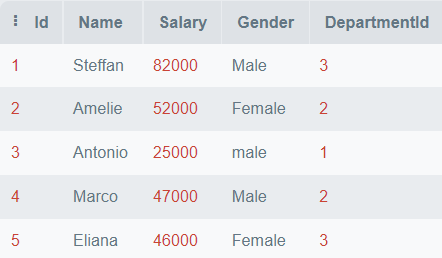 Id Name Salary Gender DepartmentId
1 Steffan 82000 Male 3
2 Amelie 52000 Female 2
3 Antonio 25000 male 1
4 Marco 47000 Male 2
5 Eliana 46000 Female 3